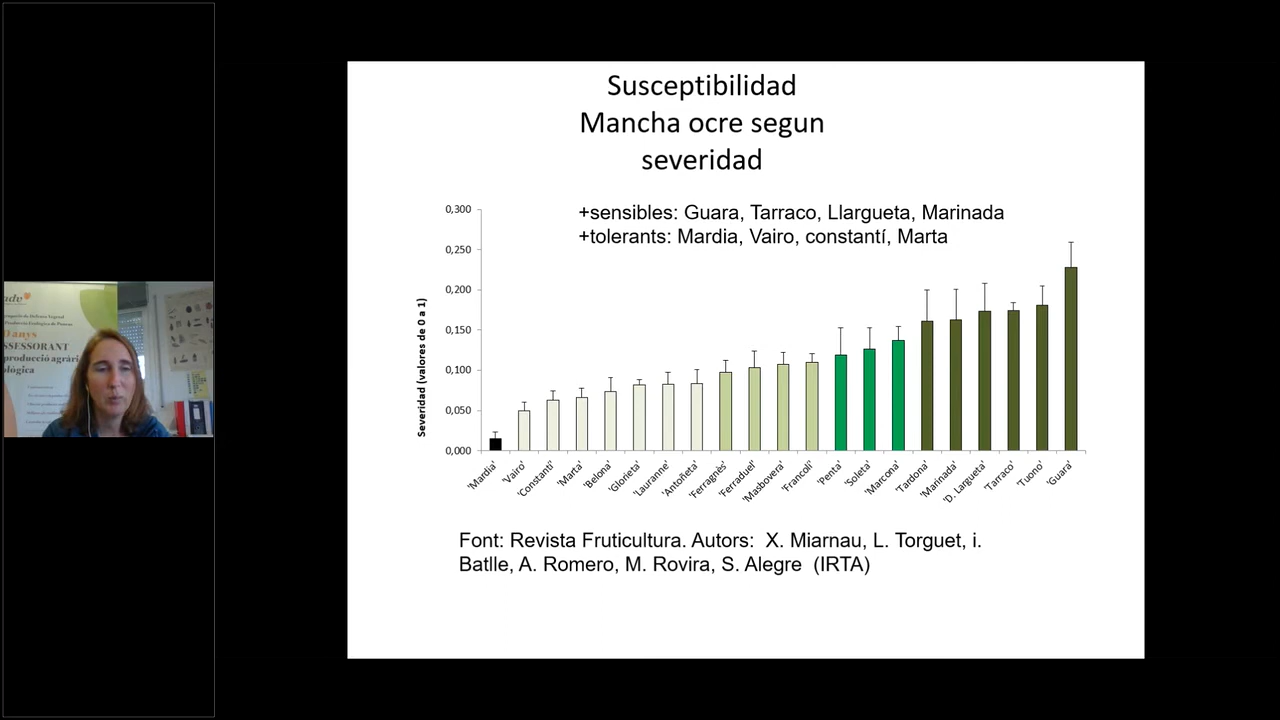 Susceptibilidad
Mancha ocre segun
severidad
+sensibles: Guara, Tarraco, Llargueta, Marinada
+tolerants: Mardia, Vairo, constantí, Marta
Severidad (valores de 0 a 1)
0,300
0,250
0,200
0,150
0,100
0,050
0,000
'Mardia'
'Vairo'
'Constantí'
'Marta'
'Belona'
'Glorieta'
'Lauranne'
'Antoñeta'
'Ferragnès'
'Ferraduel'
'Masbovera'
'Francolí'
'Penta'
'Soleta'
'Marcona'
'Tardona'
'Marinada'
'D. Largueta'
'Tarraco'
'Tuono'
'Guara'
Font: Revista Fruticultura. Autors: X. Miarnau, L. Torguet, i.
Batlle, A. Romero, M. Rovira, S. Alegre (IRTA)
adv
anys
producció agràri